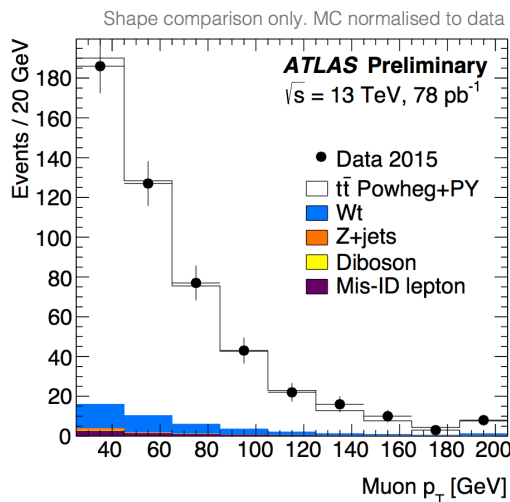 Shape comparison only. MC normalised to data
Events / 20 GeV
180
160
140
120
100
80
60
40
20
0
ATLAS Preliminary
√s = 13 TeV, 78 pb⁻¹
Data 2015
tt̄ Powheg+PY
Wt
Z+jets
Diboson
Mis-ID lepton
40 60 80 100 120 140 160 180 200
Muon p_T [GeV]